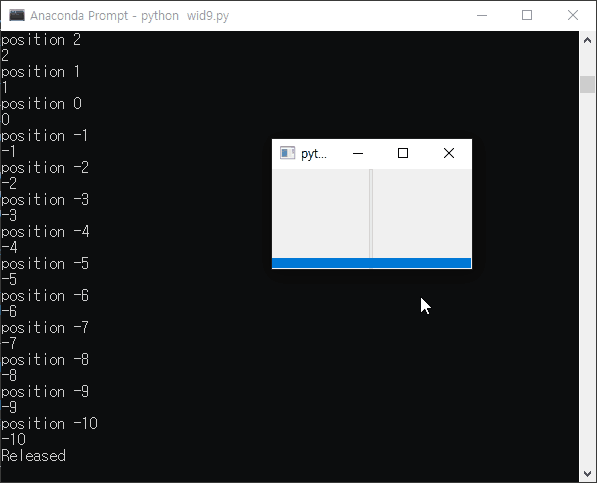 Anaconda Prompt - python  wid9.py
position 2
2
position 1
1
position 0
0
position -1
-1
position -2
-2
position -3
-3
position -4
-4
position -5
-5
position -6
-6
position -7
-7
position -8
-8
position -9
-9
position -10
-10
Released
pyt...